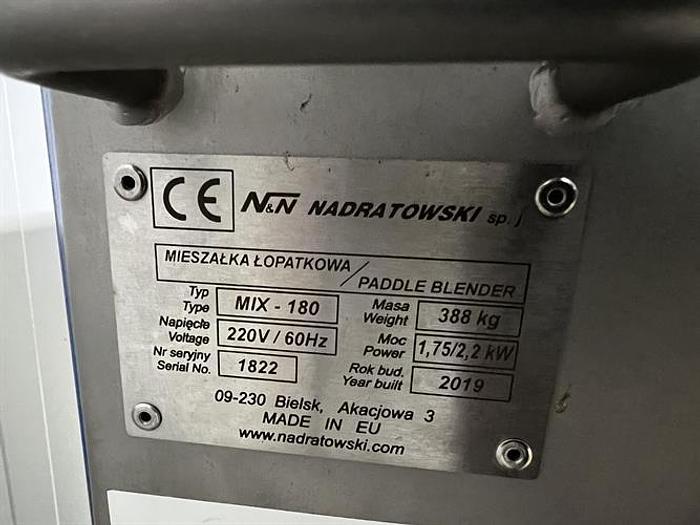 CE N&N NADRATOWSKI sp. j
MIESZAŁKA ŁOPATKOWA / PADDLE BLENDER
Typ
Type MIX - 180
Masa
Weight 388 kg
Napięcie
Voltage 220V / 60Hz
Moc
Power 1,75/2,2 kW
Nr seryjny
Serial No. 1822
Rok bud.
Year built 2019
09-230 Bielsk, Akacjowa 3
MADE IN EU
www.nadratowski.com